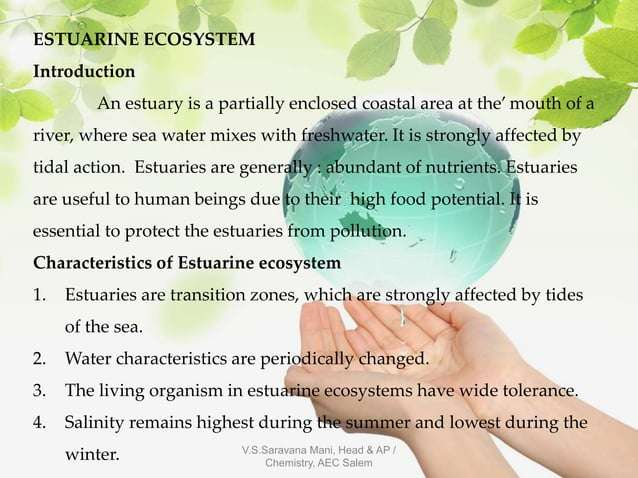 ESTUARINE ECOSYSTEM
Introduction
An estuary is a partially enclosed coastal area at the' mouth of a
river, where sea water mixes with freshwater. It is strongly affected by
tidal action. Estuaries are generally : abundant of nutrients. Estuaries
are useful to human beings due to their high food potential. It is
essential to protect the estuaries from pollution.
Characteristics of Estuarine ecosystem
1. Estuaries are transition zones, which are strongly affected by tides
of the sea.
2. Water characteristics are periodically changed.
3. The living organism in estuarine ecosystems have wide tolerance.
4. Salinity remains highest during the summer and lowest during the
winter.
V.S.Saravana Mani, Head & AP /
Chemistry, AEC Salem